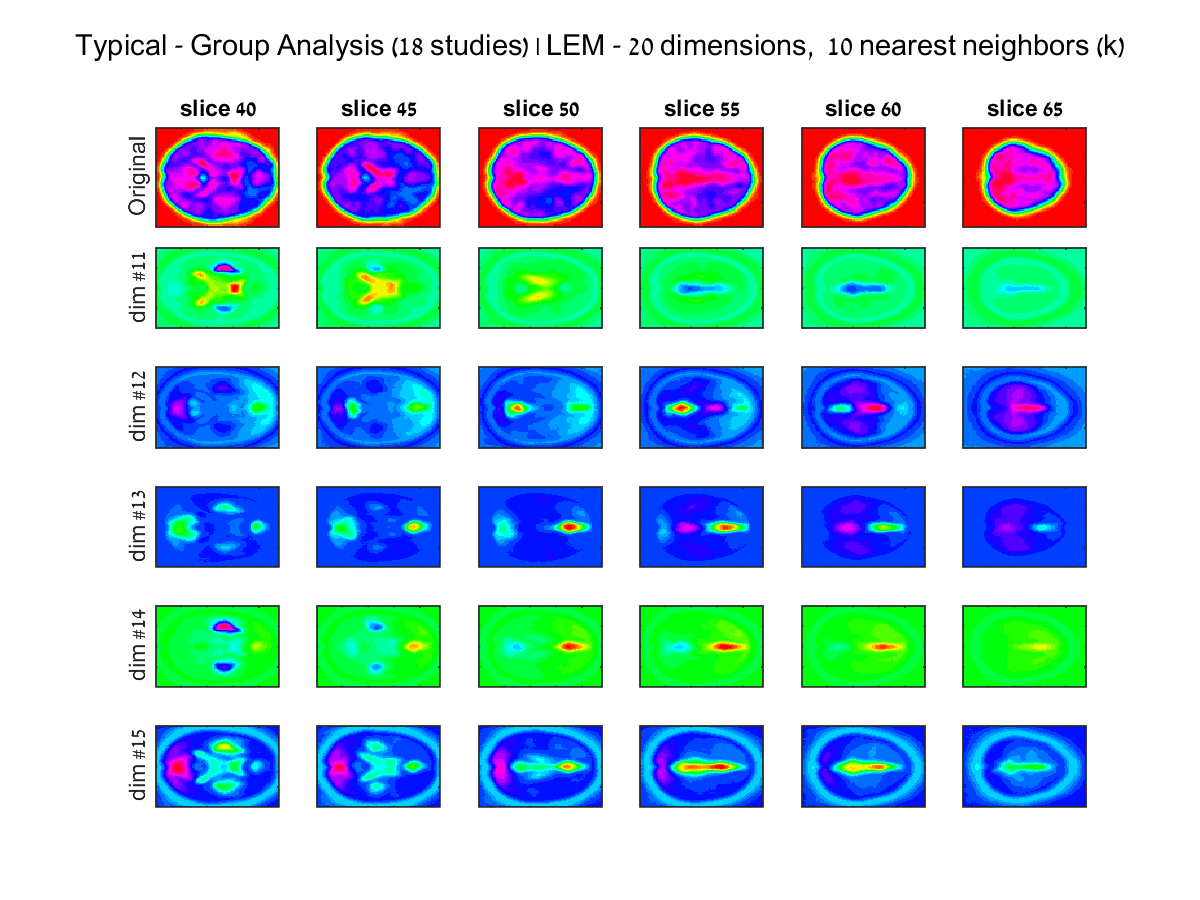 Typical - Group Analysis (18 studies) | LEM - 20 dimensions, 10 nearest neighbors (k)
slice 40 slice 45 slice 50 slice 55 slice 60 slice 65
Original
dim #11
dim #12
dim #13
dim #14
dim #15